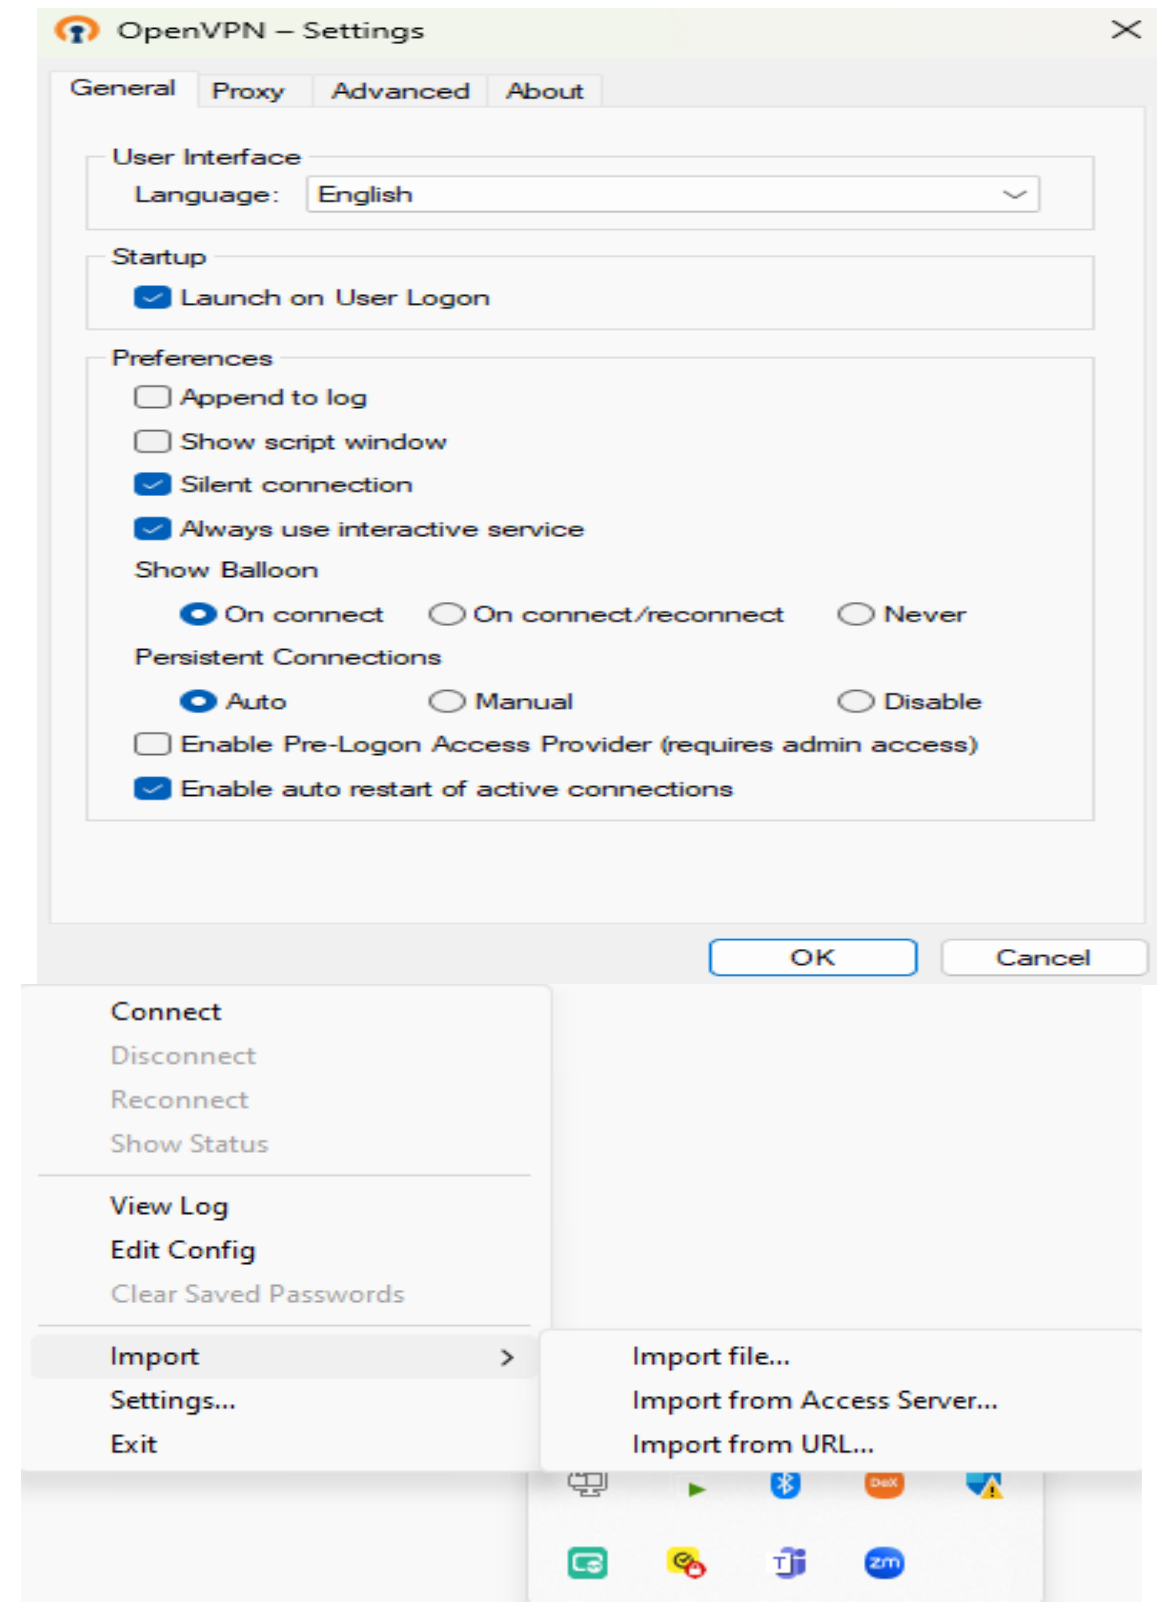 OpenVPN – Settings
General Proxy Advanced About
User Interface
Language: English
Startup
Launch on User Logon
Preferences
Append to log
Show script window
Silent connection
Always use interactive service
Show Balloon
On connect On connect/reconnect Never
Persistent Connections
Auto Manual Disable
Enable Pre-Logon Access Provider (requires admin access)
Enable auto restart of active connections
OK Cancel
Connect
Disconnect
Reconnect
Show Status
View Log
Edit Config
Clear Saved Passwords
Import Import file...
Settings... Import from Access Server...
Exit Import from URL...
DeX
T
zm